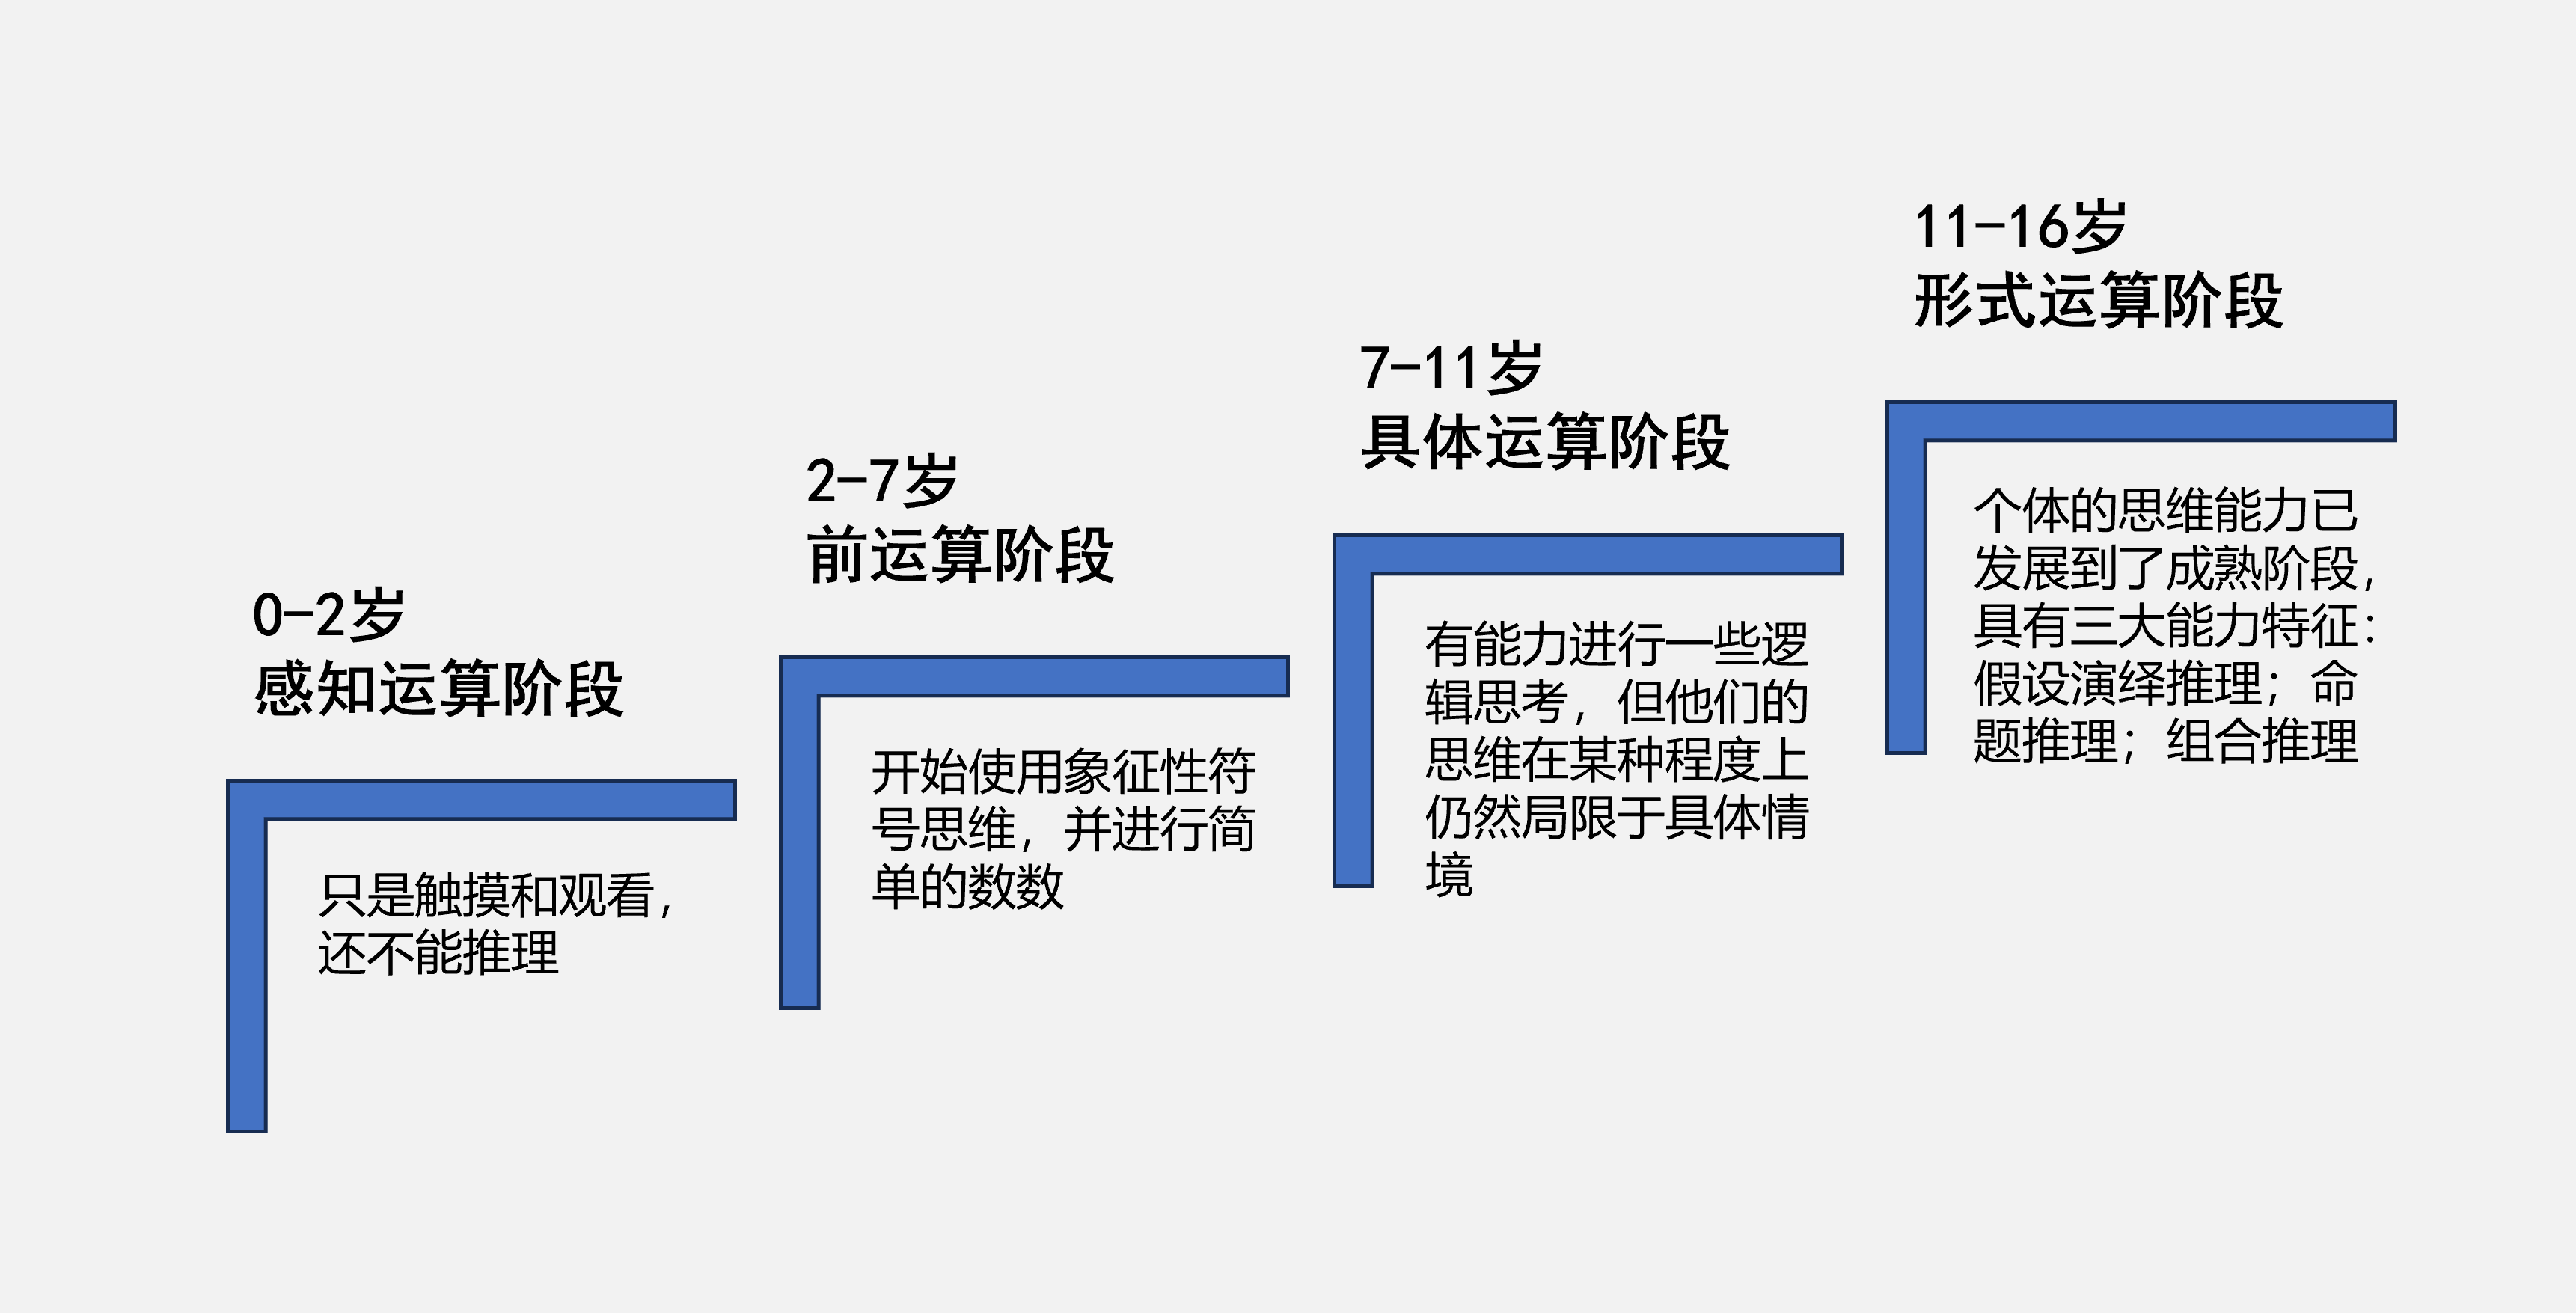 0-2岁
感知运算阶段
只是触摸和观看，
还不能推理
2-7岁
前运算阶段
开始使用象征性符
号思维，并进行简
单的数数
7-11岁
具体运算阶段
有能力进行一些逻
辑思考，但他们的
思维在某种程度上
仍然局限于具体情
境
11-16岁
形式运算阶段
个体的思维能力已
发展到了成熟阶段，
具有三大能力特征：
假设演绎推理；命
题推理；组合推理